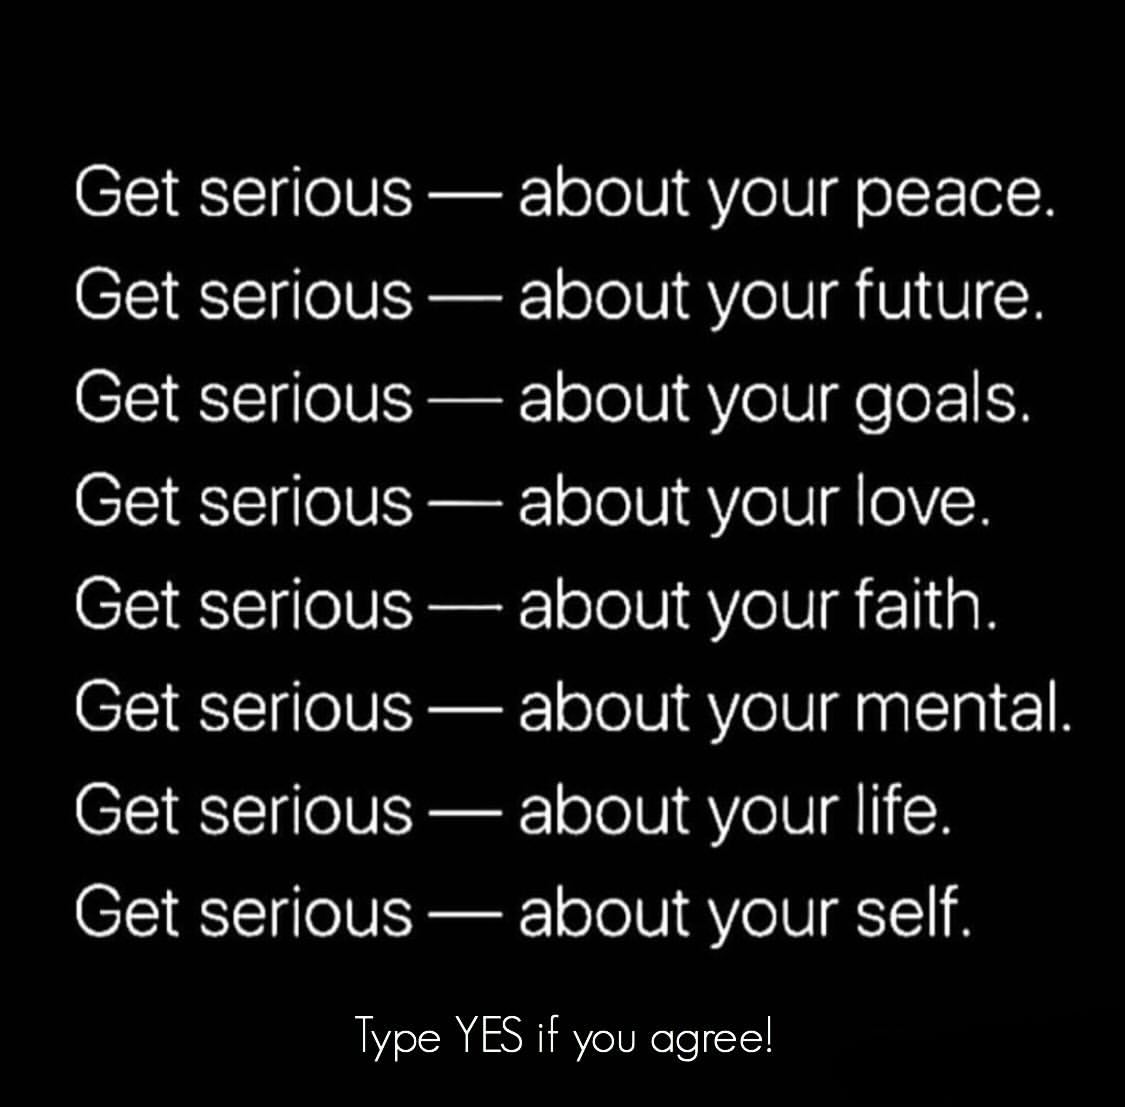 Get serious — about your peace.
Get serious — about your future.
Get serious — about your goals.
Get serious — about your love.
Get serious — about your faith.
Get serious — about your mental.
Get serious — about your life.
Get serious — about your self.
Type YES if you agree!